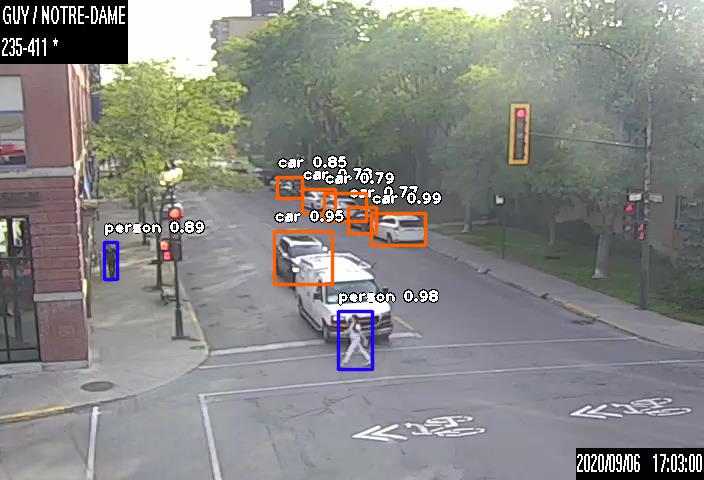 GUY / NOTRE-DAME
235-411 *
car 0.85
car 0.79
car 0.77
car 0.99
person 0.89
car 0.95
person 0.98
2020/09/06 17:03:00